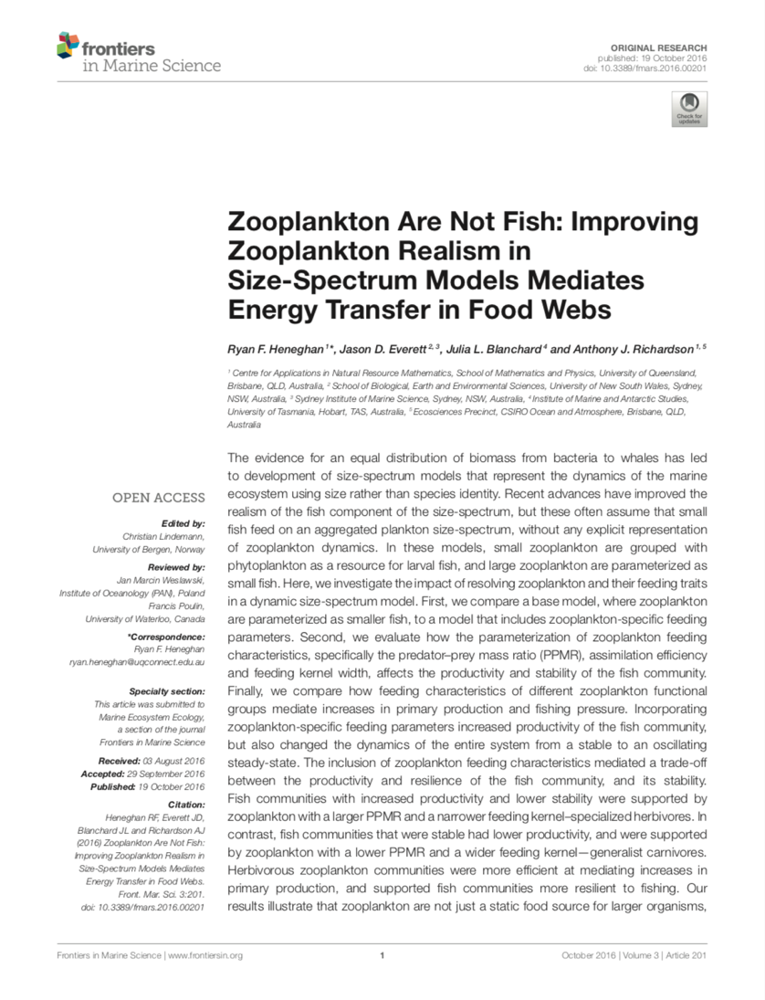 frontiers
in Marine Science
ORIGINAL RESEARCH
published: 19 October 2016
doi: 10.3389/fmars.2016.00201
Check for
updates
Zooplankton Are Not Fish: Improving
Zooplankton Realism in
Size-Spectrum Models Mediates
Energy Transfer in Food Webs
Ryan F. Heneghan 1*, Jason D. Everett 2, 3, Julia L. Blanchard 4 and Anthony J. Richardson 1, 5
1 Centre for Applications in Natural Resource Mathematics, School of Mathematics and Physics, University of Queensland,
Brisbane, QLD, Australia, 2 School of Biological, Earth and Environmental Sciences, University of New South Wales, Sydney,
NSW, Australia, 3 Sydney Institute of Marine Science, Sydney, NSW, Australia, 4 Institute of Marine and Antarctic Studies,
University of Tasmania, Hobart, TAS, Australia, 5 Ecosciences Precinct, CSIRO Ocean and Atmosphere, Brisbane, QLD,
Australia
OPEN ACCESS
Edited by:
Christian Lindemann,
University of Bergen, Norway
Reviewed by:
Jan Marcin Weslawski,
Institute of Oceanology (PAN), Poland
Francis Poulin,
University of Waterloo, Canada
*Correspondence:
Ryan F. Heneghan
ryan.heneghan@uqconnect.edu.au
Specialty section:
This article was submitted to
Marine Ecosystem Ecology,
a section of the journal
Frontiers in Marine Science
Received: 03 August 2016
Accepted: 29 September 2016
Published: 19 October 2016
Citation:
Heneghan RF, Everett JD,
Blanchard JL and Richardson AJ
(2016) Zooplankton Are Not Fish:
Improving Zooplankton Realism in
Size-Spectrum Models Mediates
Energy Transfer in Food Webs.
Front. Mar. Sci. 3:201.
doi: 10.3389/fmars.2016.00201
The evidence for an equal distribution of biomass from bacteria to whales has led
to development of size-spectrum models that represent the dynamics of the marine
ecosystem using size rather than species identity. Recent advances have improved the
realism of the fish component of the size-spectrum, but these often assume that small
fish feed on an aggregated plankton size-spectrum, without any explicit representation
of zooplankton dynamics. In these models, small zooplankton are grouped with
phytoplankton as a resource for larval fish, and large zooplankton are parameterized as
small fish. Here, we investigate the impact of resolving zooplankton and their feeding traits
in a dynamic size-spectrum model. First, we compare a base model, where zooplankton
are parameterized as smaller fish, to a model that includes zooplankton-specific feeding
parameters. Second, we evaluate how the parameterization of zooplankton feeding
characteristics, specifically the predator–prey mass ratio (PPMR), assimilation efficiency
and feeding kernel width, affects the productivity and stability of the fish community.
Finally, we compare how feeding characteristics of different zooplankton functional
groups mediate increases in primary production and fishing pressure. Incorporating
zooplankton-specific feeding parameters increased productivity of the fish community,
but also changed the dynamics of the entire system from a stable to an oscillating
steady-state. The inclusion of zooplankton feeding characteristics mediated a trade-off
between the productivity and resilience of the fish community, and its stability.
Fish communities with increased productivity and lower stability were supported by
zooplankton with a larger PPMR and a narrower feeding kernel–specialized herbivores. In
contrast, fish communities that were stable had lower productivity, and were supported
by zooplankton with a lower PPMR and a wider feeding kernel—generalist carnivores.
Herbivorous zooplankton communities were more efficient at mediating increases in
primary production, and supported fish communities more resilient to fishing. Our
results illustrate that zooplankton are not just a static food source for larger organisms,
Frontiers in Marine Science | www.frontiersin.org
1
October 2016 | Volume 3 | Article 201